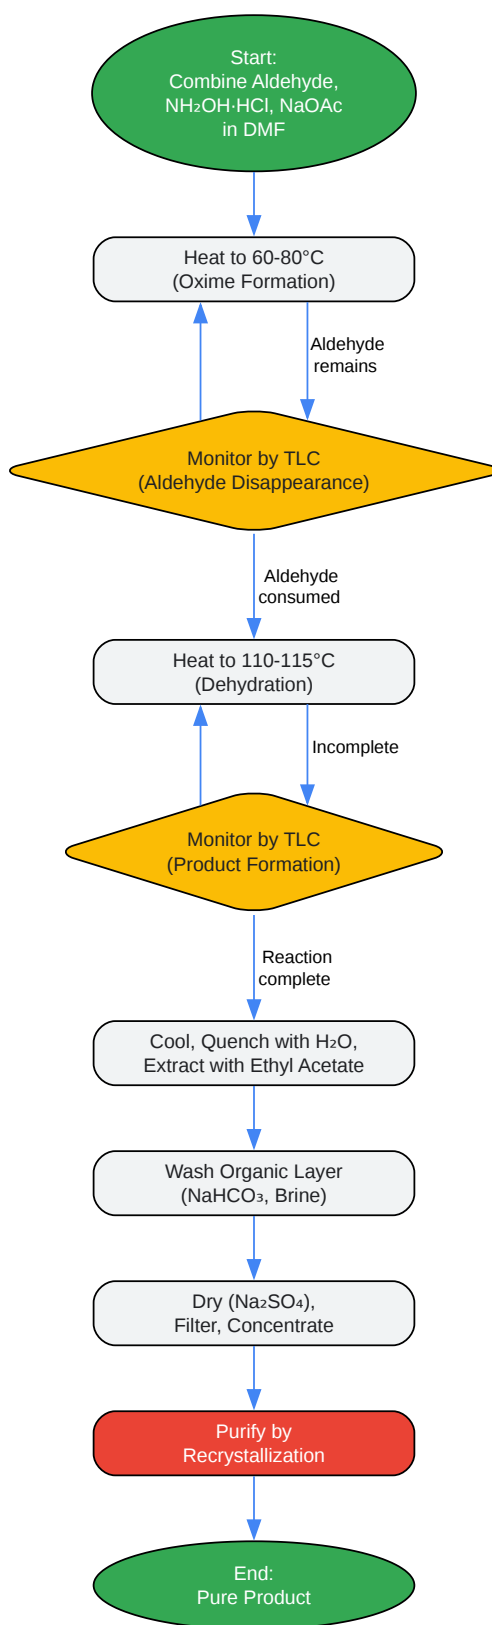 Start:
Combine Aldehyde,
NH₂OH·HCl, NaOAc
in DMF
Heat to 60-80°C
(Oxime Formation)
Aldehyde
remains
Monitor by TLC
(Aldehyde Disappearance)
Aldehyde
consumed
Heat to 110-115°C
(Dehydration)
Incomplete
Monitor by TLC
(Product Formation)
Reaction
complete
Cool, Quench with H₂O,
Extract with Ethyl Acetate
Wash Organic Layer
(NaHCO₃, Brine)
Dry (Na₂SO₄),
Filter, Concentrate
Purify by
Recrystallization
End:
Pure Product